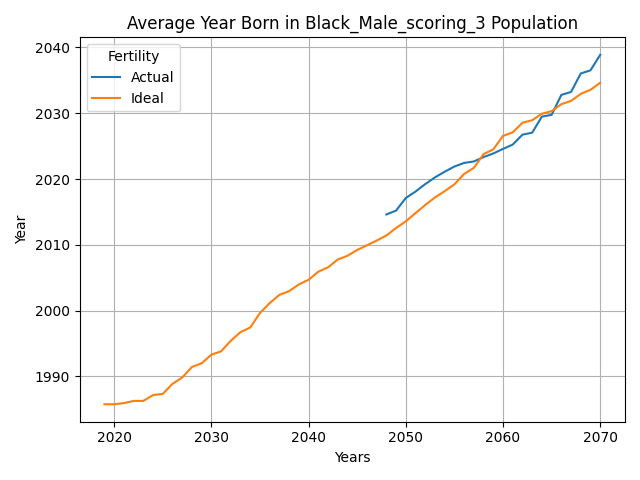 Average Year Born in Black_Male_scoring_3 Population
Fertility
Actual
Ideal
Year
2040
2030
2020
2010
2000
1990
2020 2030 2040 2050 2060 2070
Years